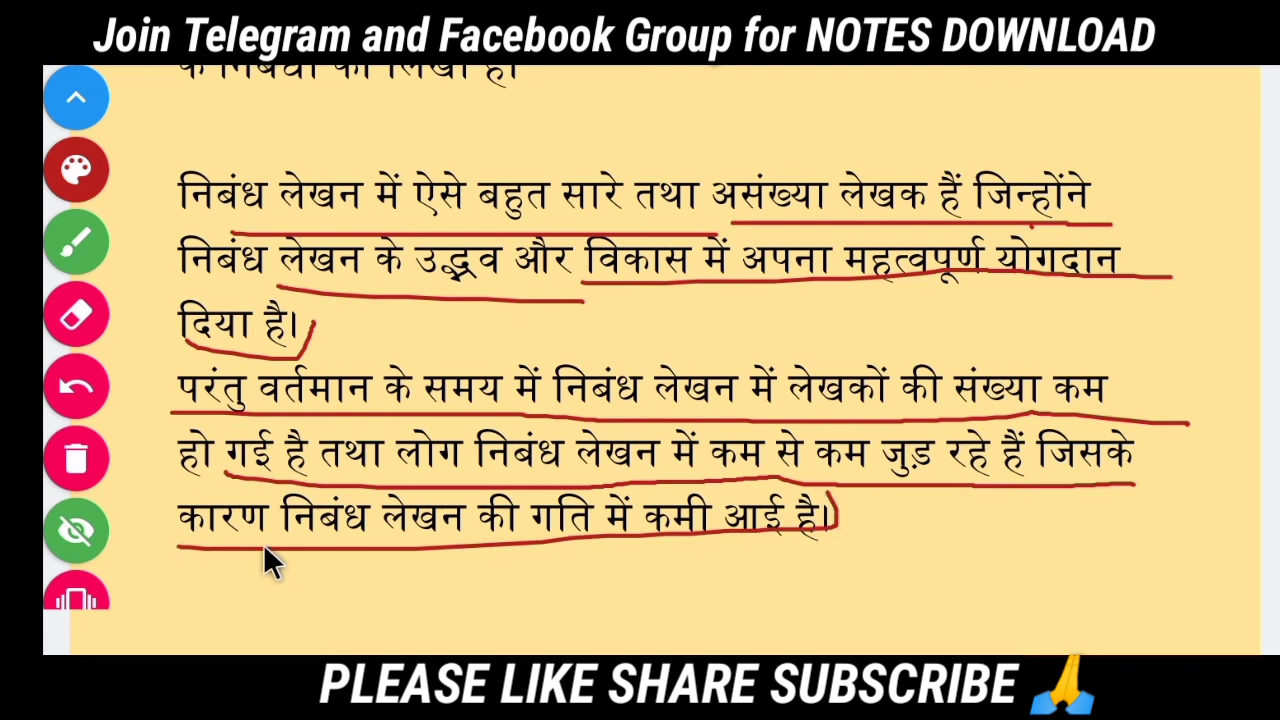 Join Telegram and Facebook Group for NOTES DOWNLOAD
निबंध लेखन में ऐसे बहुत सारे तथा असंख्या लेखक हैं जिन्होंने
निबंध लेखन के उद्भव और विकास में अपना महत्वपूर्ण योगदान
दिया है।
परंतु वर्तमान के समय में निबंध लेखन में लेखकों की संख्या कम
हो गई है तथा लोग निबंध लेखन में कम से कम जुड़ रहे हैं जिसके
कारण निबंध लेखन की गति में कमी आई है।
PLEASE LIKE SHARE SUBSCRIBE 🙏